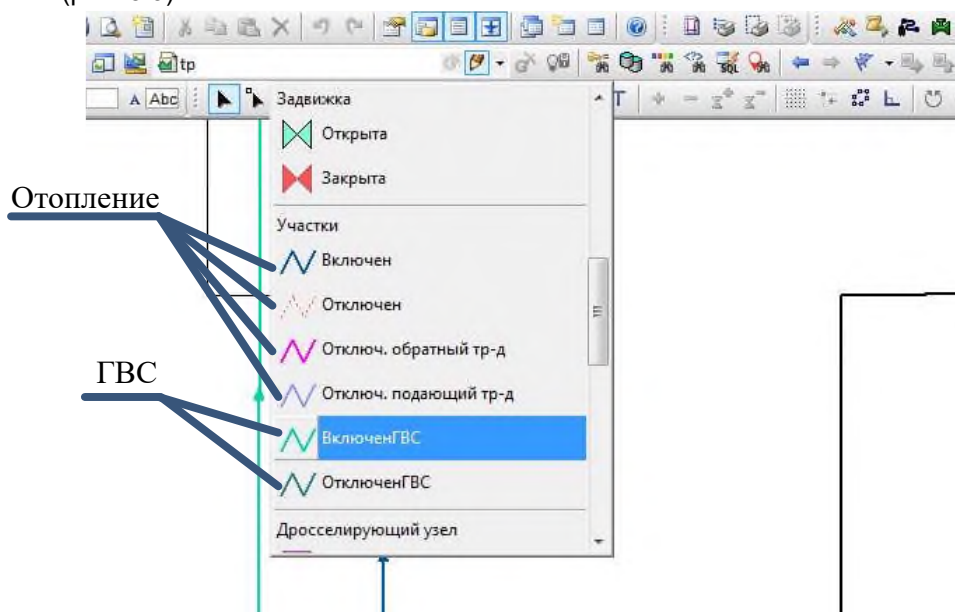 tp
A Abc
T
SQL
Задвижка
Открыта
Закрыта
Отопление
Участки
Включен
Отключен
Отключ. обратный тр-д
ГВС
Отключ. подающий тр-д
ВключенГВС
ОтключенГВС
Дросселирующий узел